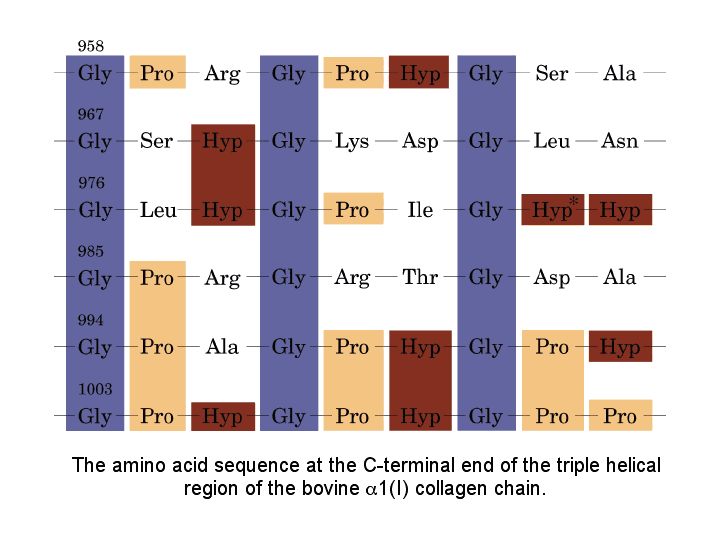 958
Gly Pro Arg Gly Pro Hyp Gly Ser Ala
967
Gly Ser Hyp Gly Lys Asp Gly Leu Asn
976
Gly Leu Hyp Gly Pro Ile Gly Hyp* Hyp
985
Gly Pro Arg Gly Arg Thr Gly Asp Ala
994
Gly Pro Ala Gly Pro Hyp Gly Pro Hyp
1003
Gly Pro Hyp Gly Pro Hyp Gly Pro Pro
The amino acid sequence at the C-terminal end of the triple helical
region of the bovine α1(I) collagen chain.